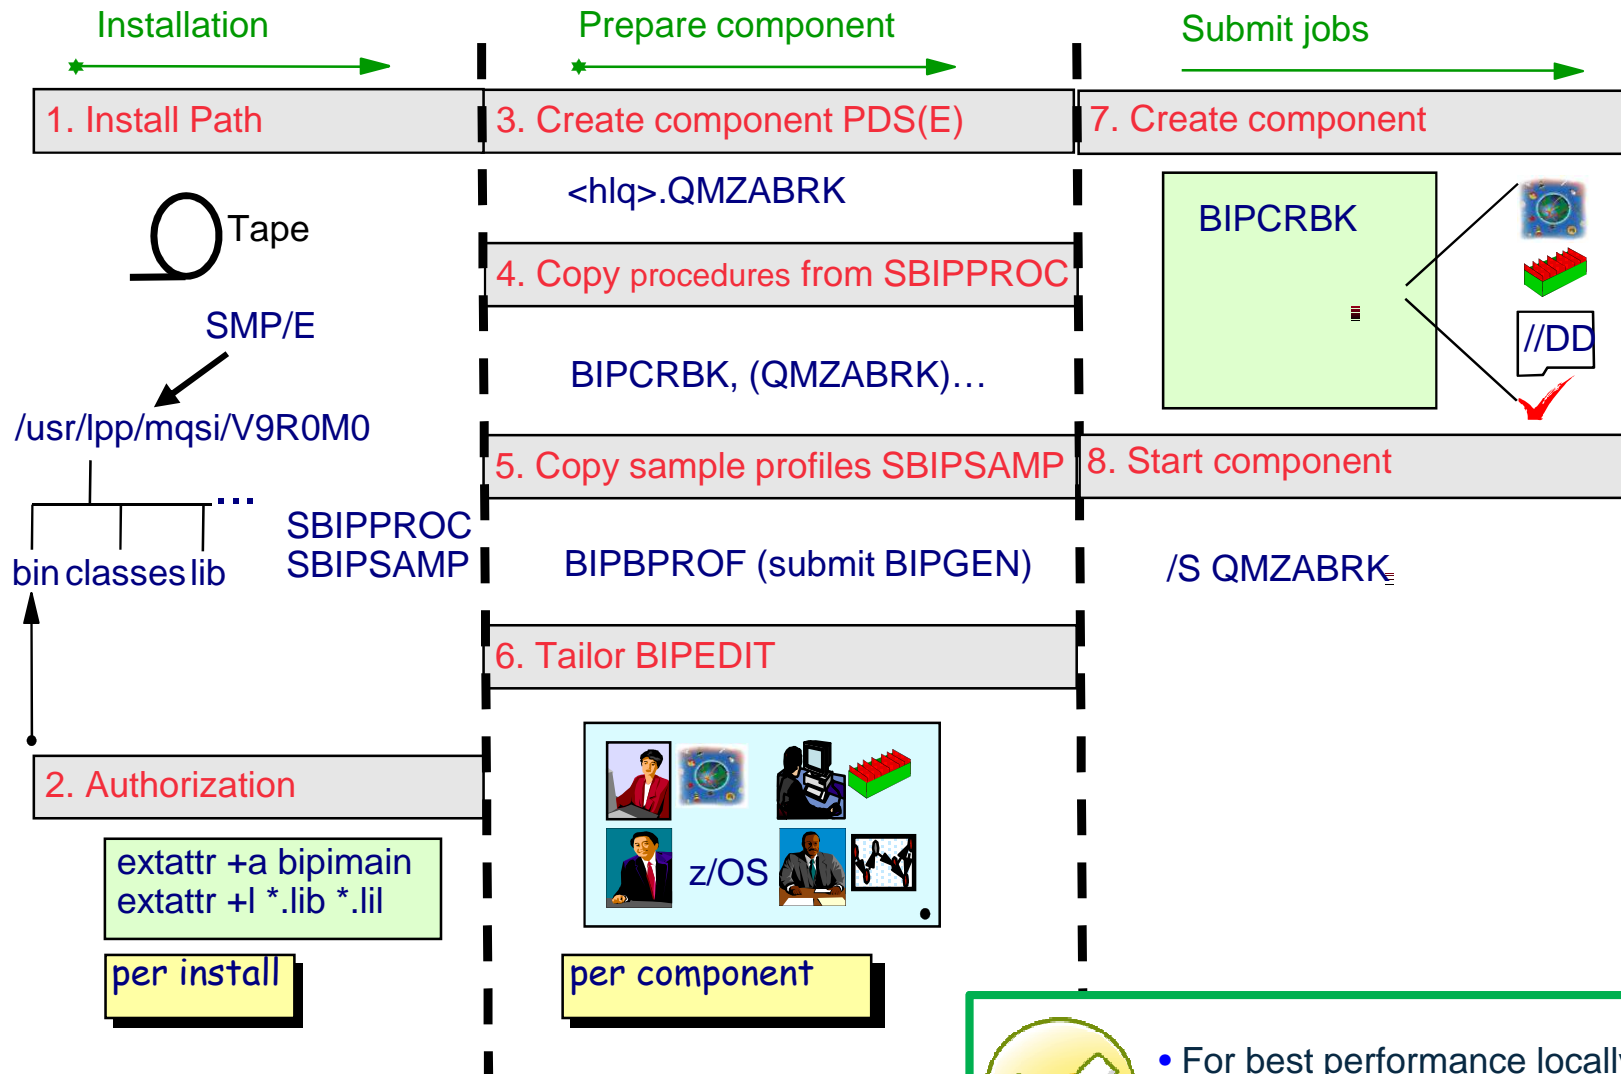 Installation
1. Install Path
Tape
SMP/E
/usr/lpp/mqsi/V9R0M0
...
SBIPPROC
SBIPSAMP
bin classes lib
2. Authorization
extattr +a bipimain
extattr +l *.lib *.lil
per install
Prepare component
3. Create component PDS(E)
<hlq>.QMZABRK
4. Copy procedures from SBIPPROC
BIPCRBK, (QMZABRK)…
5. Copy sample profiles SBIPSAMP
BIPBPROF (submit BIPGEN)
6. Tailor BIPEDIT
z/OS
per component
Submit jobs
7. Create component
BIPCRBK
//DD
8. Start component
/S QMZABRK
• For best performance locally